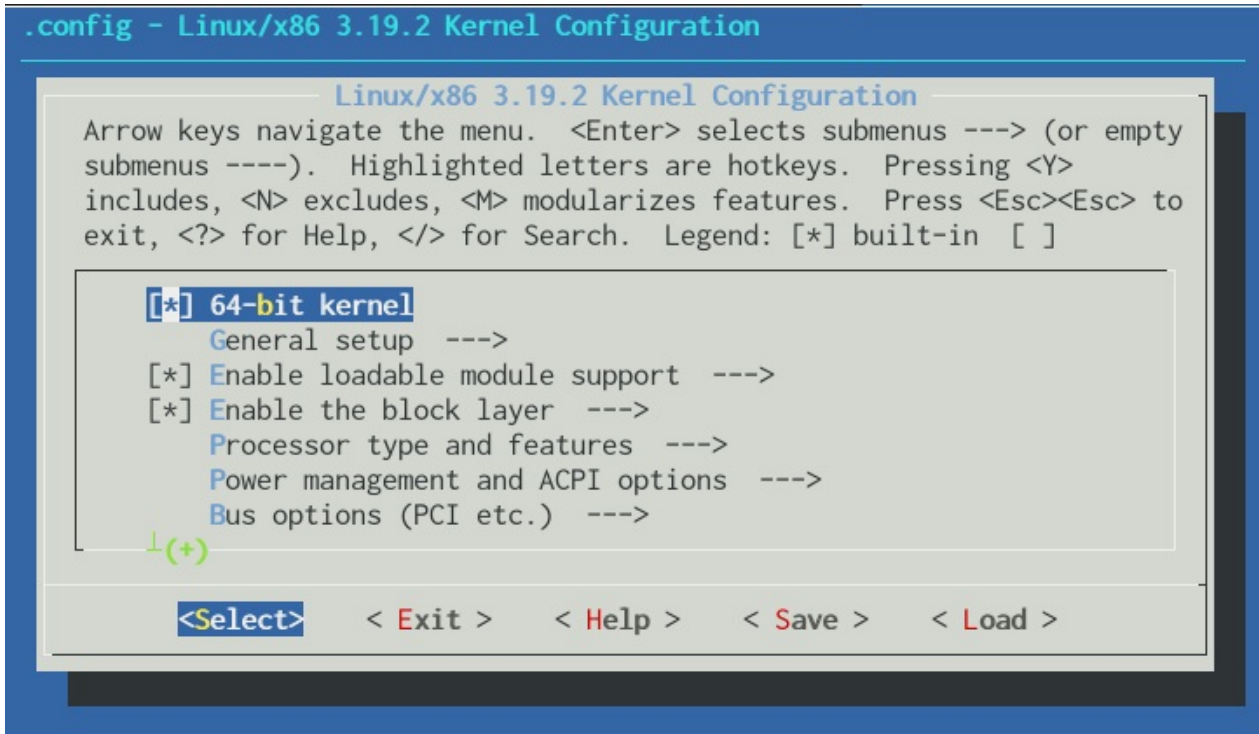 .config - Linux/x86 3.19.2 Kernel Configuration
Linux/x86 3.19.2 Kernel Configuration
Arrow keys navigate the menu.  <Enter> selects submenus ---> (or empty
submenus ----).  Highlighted letters are hotkeys.  Pressing <Y>
includes, <N> excludes, <M> modularizes features.  Press <Esc><Esc> to
exit, <?> for Help, </> for Search.  Legend: [*] built-in  [ ]
[*] 64-bit kernel
General setup  --->
[*] Enable loadable module support  --->
[*] Enable the block layer  --->
Processor type and features  --->
Power management and ACPI options  --->
Bus options (PCI etc.)  --->
┴(+)
<Select>    < Exit >    < Help >    < Save >    < Load >